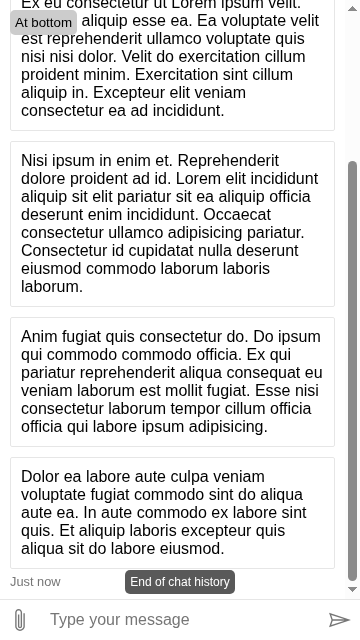 Ex eu consectetur ut Lorem ipsum velit.
At bottom
aliquip esse ea. Ea voluptate velit
est reprehenderit ullamco voluptate quis
nisi nisi dolor. Velit do exercitation cillum
proident minim. Exercitation sint cillum
aliquip in. Excepteur elit veniam
consectetur ea ad incididunt.
Nisi ipsum in enim et. Reprehenderit
dolore proident ad id. Lorem elit incididunt
aliquip sit elit pariatur sit ea aliquip officia
deserunt enim incididunt. Occaecat
consectetur ullamco adipisicing pariatur.
Consectetur id cupidatat nulla deserunt
eiusmod commodo laborum laboris
laborum.
Anim fugiat quis consectetur do. Do ipsum
qui commodo commodo officia. Ex qui
pariatur reprehenderit aliqua consequat eu
veniam laborum est mollit fugiat. Esse nisi
consectetur laborum tempor cillum officia
officia qui labore ipsum adipisicing.
Dolor ea labore aute culpa veniam
voluptate fugiat commodo sint do aliqua
aute ea. In aute commodo ex labore sint
quis. Et aliquip laboris excepteur quis
aliqua sit do labore eiusmod.
Just now
End of chat history
Type your message